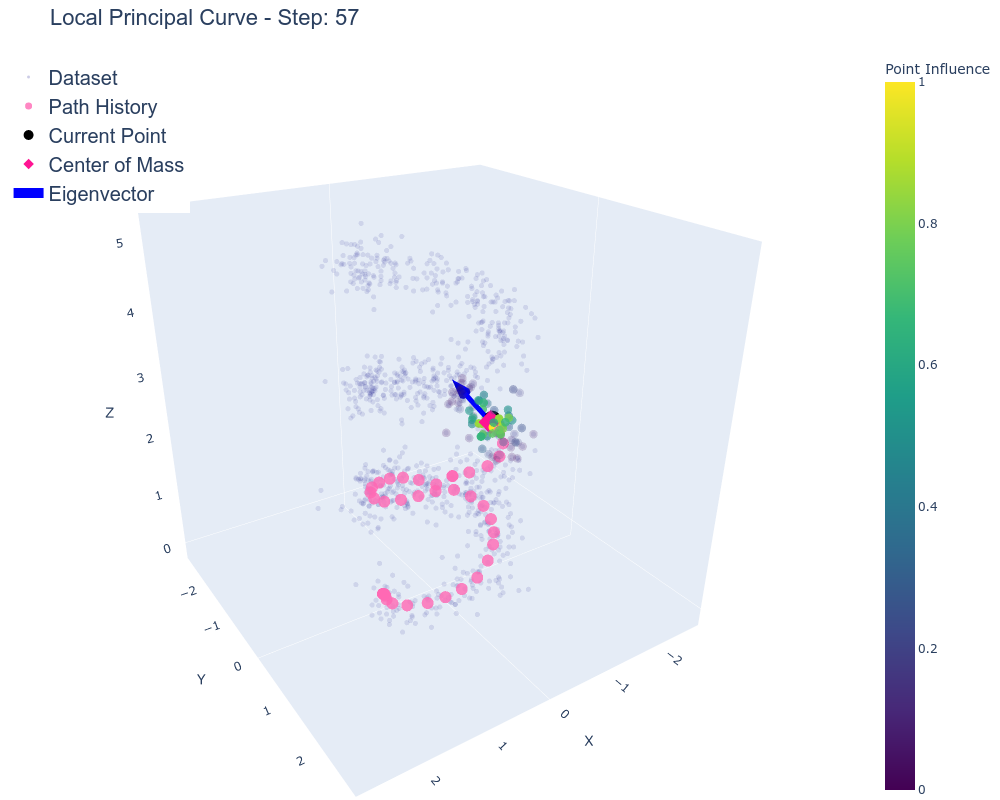 Local Principal Curve - Step: 57
Dataset
Path History
Current Point
Center of Mass
Eigenvector
Point Influence
1
0.8
0.6
0.4
0.2
0
5
4
3
Z
2
1
0
−2
−1
Y
0
1
2
−2
−1
0
X
1
2